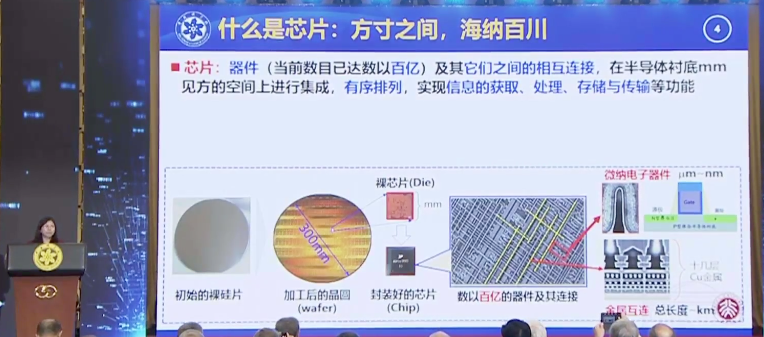 什么是芯片：方寸之间，海纳百川
4
■ 芯片：器件（当前数目已达数以百亿）及其它们之间的相互连接，在半导体衬底mm
见方的空间上进行集成，有序排列，实现信息的获取、处理、存储与传输等功能
裸芯片(Die)
mm
微纳电子器件 μm-nm
Gate
300mm
十几层
Cu金属
初始的裸硅片
加工后的晶圆
(wafer)
封装好的芯片
(Chip)
数以百亿的器件及其连接
金属互连 总长度~km